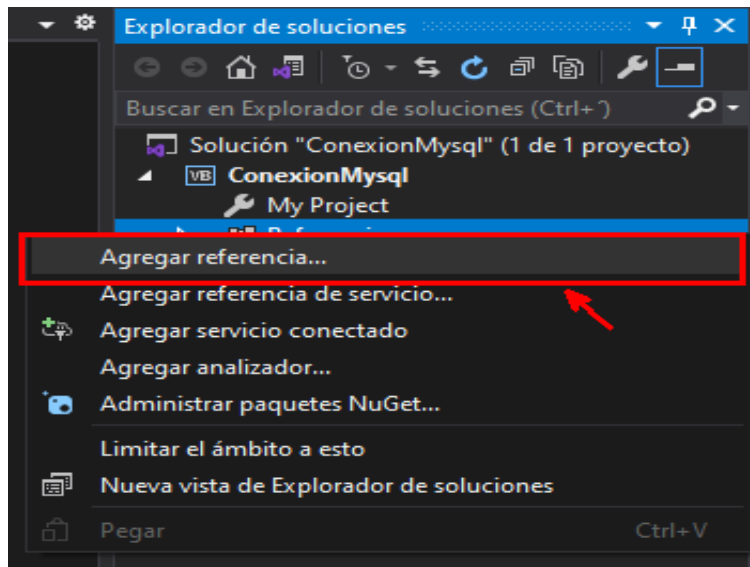 Explorador de soluciones
Buscar en Explorador de soluciones (Ctrl+´)
Solución "ConexionMysql" (1 de 1 proyecto)
VB ConexionMysql
My Project
Agregar referencia...
Agregar referencia de servicio...
Agregar servicio conectado
Agregar analizador...
Administrar paquetes NuGet...
Limitar el ámbito a esto
Nueva vista de Explorador de soluciones
Pegar Ctrl+V